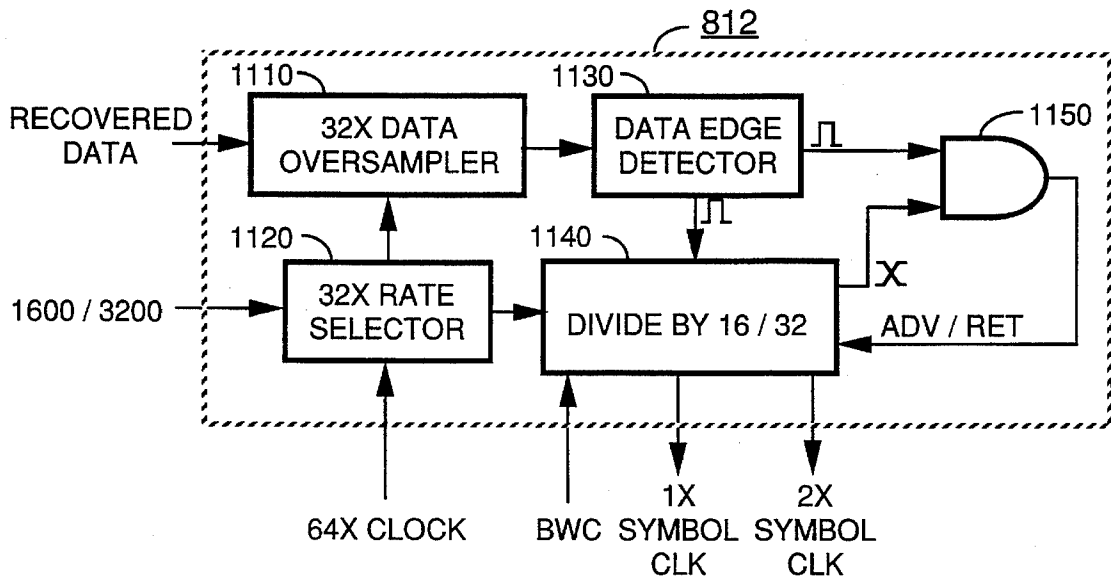 812
1110
1130
1150
RECOVERED
DATA
32X DATA
OVERSAMPLER
DATA EDGE
DETECTOR
1120
1140
1600 / 3200
32X RATE
SELECTOR
DIVIDE BY 16 / 32
ADV / RET
64X CLOCK
BWC
1X
SYMBOL
CLK
2X
SYMBOL
CLK